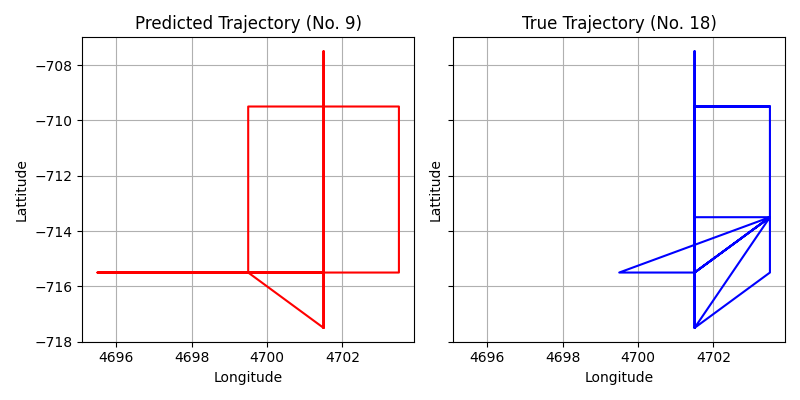 Predicted Trajectory (No. 9)
True Trajectory (No. 18)
Lattitude
−708
−710
−712
−714
−716
−718
4696
4698
4700
4702
Longitude
Lattitude
4696
4698
4700
4702
Longitude